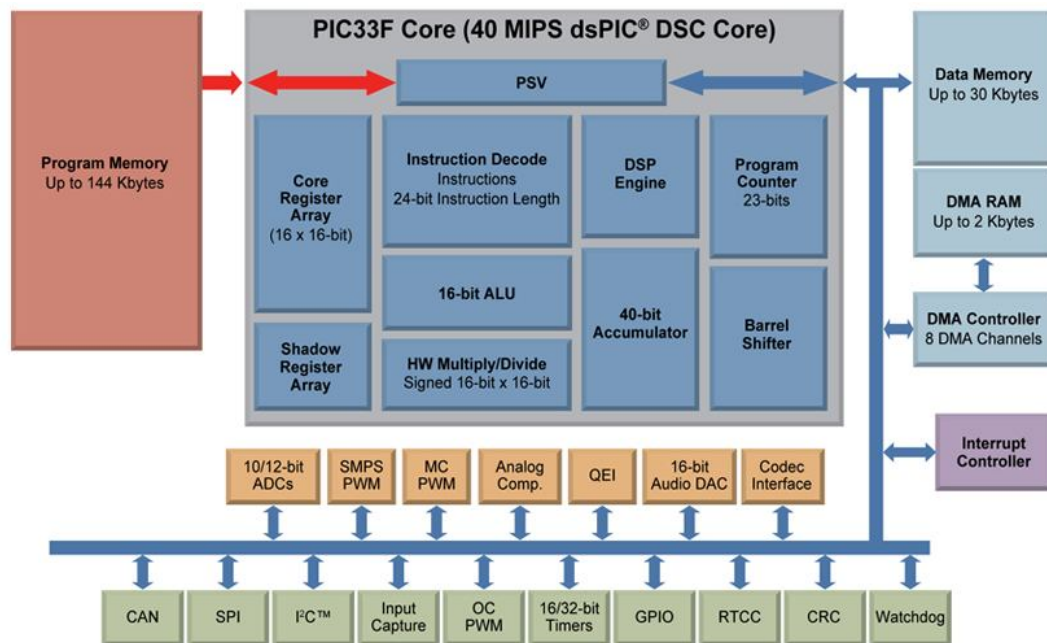 PIC33F Core (40 MIPS dsPIC® DSC Core)
Program Memory
Up to 144 Kbytes
PSV
Core
Register
Array
(16 x 16-bit)
Instruction Decode
Instructions
24-bit Instruction Length
DSP
Engine
Program
Counter
23-bits
16-bit ALU
40-bit
Accumulator
Barrel
Shifter
Shadow
Register
Array
HW Multiply/Divide
Signed 16-bit x 16-bit
Data Memory
Up to 30 Kbytes
DMA RAM
Up to 2 Kbytes
DMA Controller
8 DMA Channels
Interrupt
Controller
10/12-bit
ADCs
SMPS
PWM
MC
PWM
Analog
Comp.
QEI
16-bit
Audio DAC
Codec
Interface
CAN
SPI
I²C™
Input
Capture
OC
PWM
16/32-bit
Timers
GPIO
RTCC
CRC
Watchdog